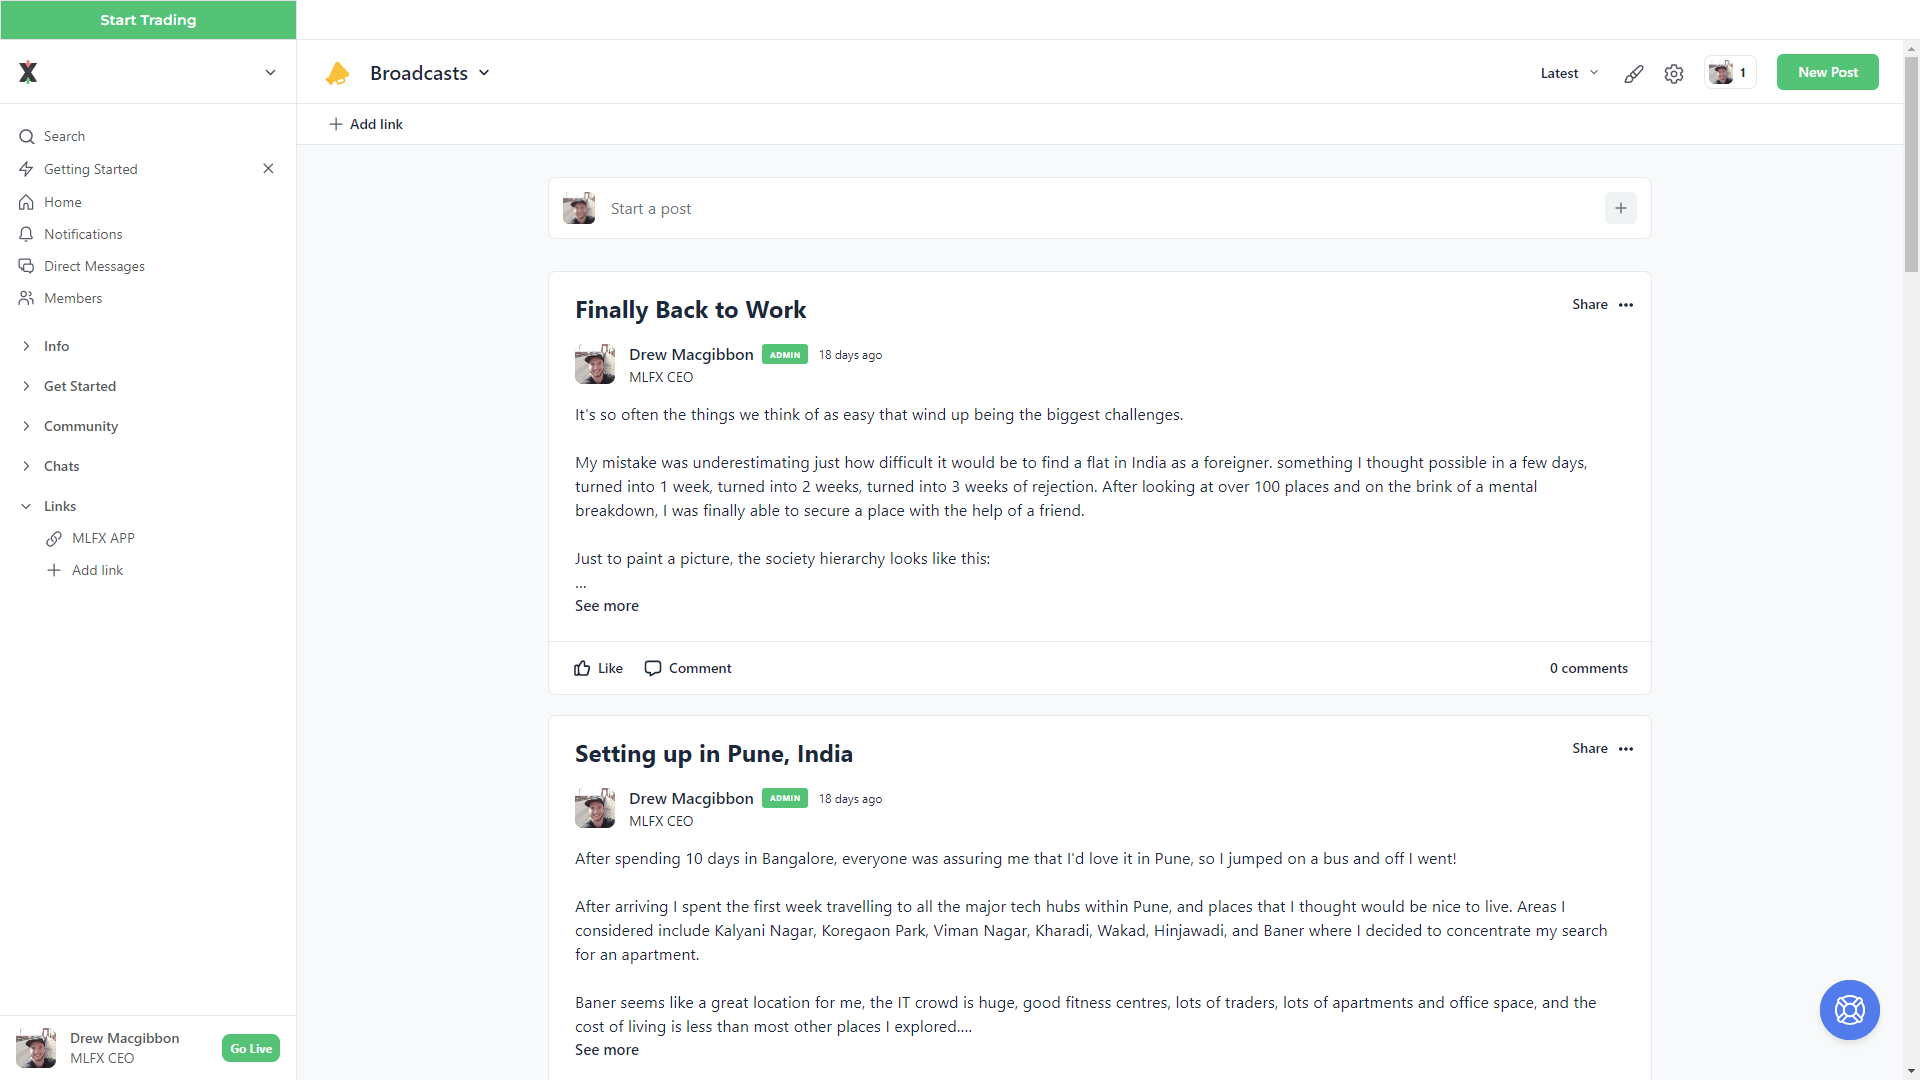 Start Trading
Broadcasts
Latest
1
New Post
Add link
Search
Getting Started
Home
Notifications
Direct Messages
Members
Info
Get Started
Community
Chats
Links
MLFX APP
Add link
Drew Macgibbon
MLFX CEO
Go Live
Start a post
Finally Back to Work
Share
Drew Macgibbon ADMIN 18 days ago
MLFX CEO
It's so often the things we think of as easy that wind up being the biggest challenges.
My mistake was underestimating just how difficult it would be to find a flat in India as a foreigner. something I thought possible in a few days,
turned into 1 week, turned into 2 weeks, turned into 3 weeks of rejection. After looking at over 100 places and on the brink of a mental
breakdown, I was finally able to secure a place with the help of a friend.
Just to paint a picture, the society hierarchy looks like this:
...
See more
Like Comment 0 comments
Setting up in Pune, India
Share
Drew Macgibbon ADMIN 18 days ago
MLFX CEO
After spending 10 days in Bangalore, everyone was assuring me that I'd love it in Pune, so I jumped on a bus and off I went!
After arriving I spent the first week travelling to all the major tech hubs within Pune, and places that I thought would be nice to live. Areas I
considered include Kalyani Nagar, Koregaon Park, Viman Nagar, Kharadi, Wakad, Hinjawadi, and Baner where I decided to concentrate my search
for an apartment.
Baner seems like a great location for me, the IT crowd is huge, good fitness centres, lots of traders, lots of apartments and office space, and the
cost of living is less than most other places I explored....
See more